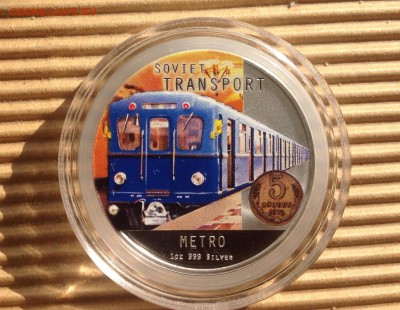 SOVIET
TRANSPORT
5
METRO
1oz 999 SILVER